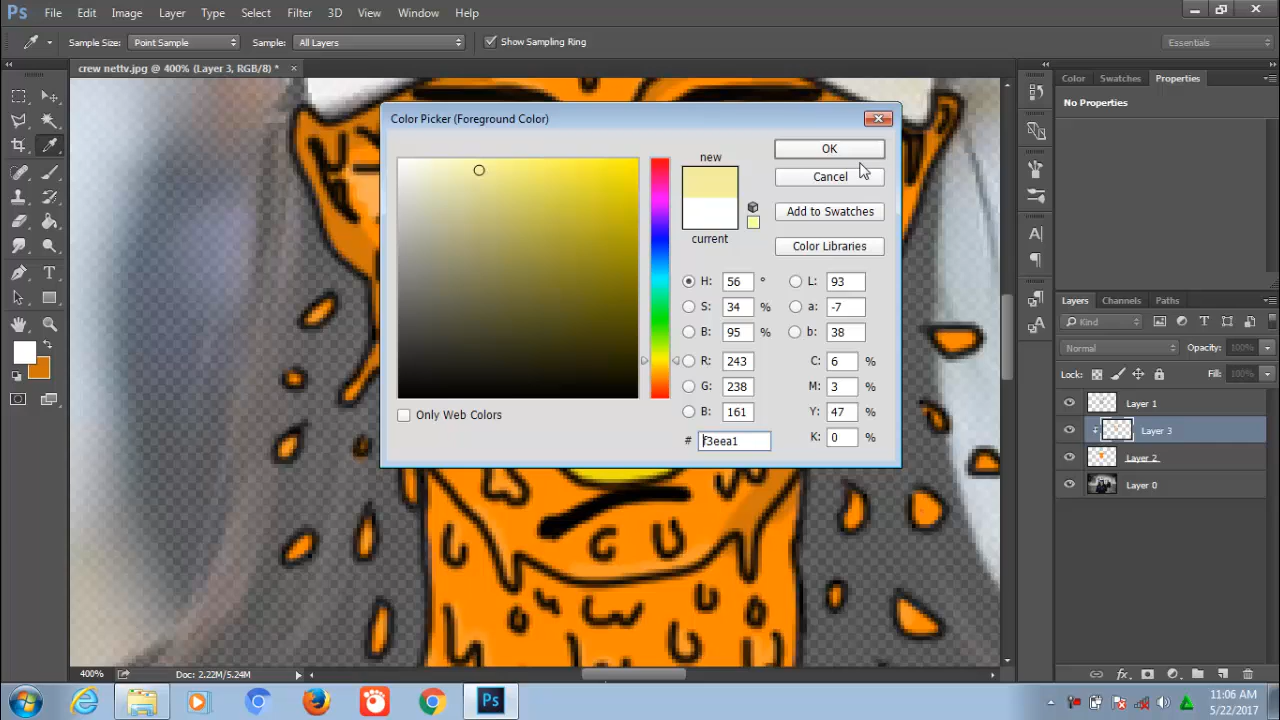 Ps File Edit Image Layer Type Select Filter 3D View Window Help
Sample Size: Point Sample Sample: All Layers Show Sampling Ring Essentials
crew nettv.jpg @ 400% (Layer 3, RGB/8) * ×
Color Swatches Properties
No Properties
Color Picker (Foreground Color)
new
current
OK
Cancel
Add to Swatches
Color Libraries
H: 56 °
S: 34 %
B: 95 %
R: 243
G: 238
B: 161
# f3eea1
L: 93
a: -7
b: 38
C: 6 %
M: 3 %
Y: 47 %
K: 0 %
Only Web Colors
Layers Channels Paths
Kind
Normal Opacity: 100%
Lock: Fill: 100%
Layer 1
Layer 3
Layer 2
Layer 0
400% Doc: 2.22M/5.24M
Ps
11:06 AM
5/22/2017